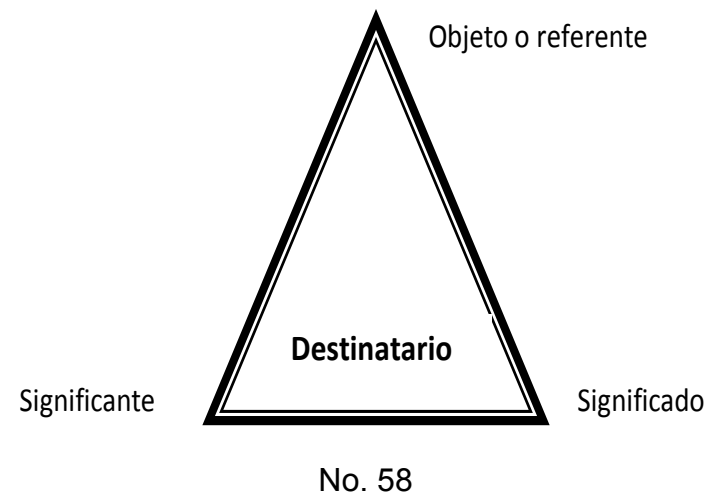 Objeto o referente
Destinatario
Significante
Significado
No. 58